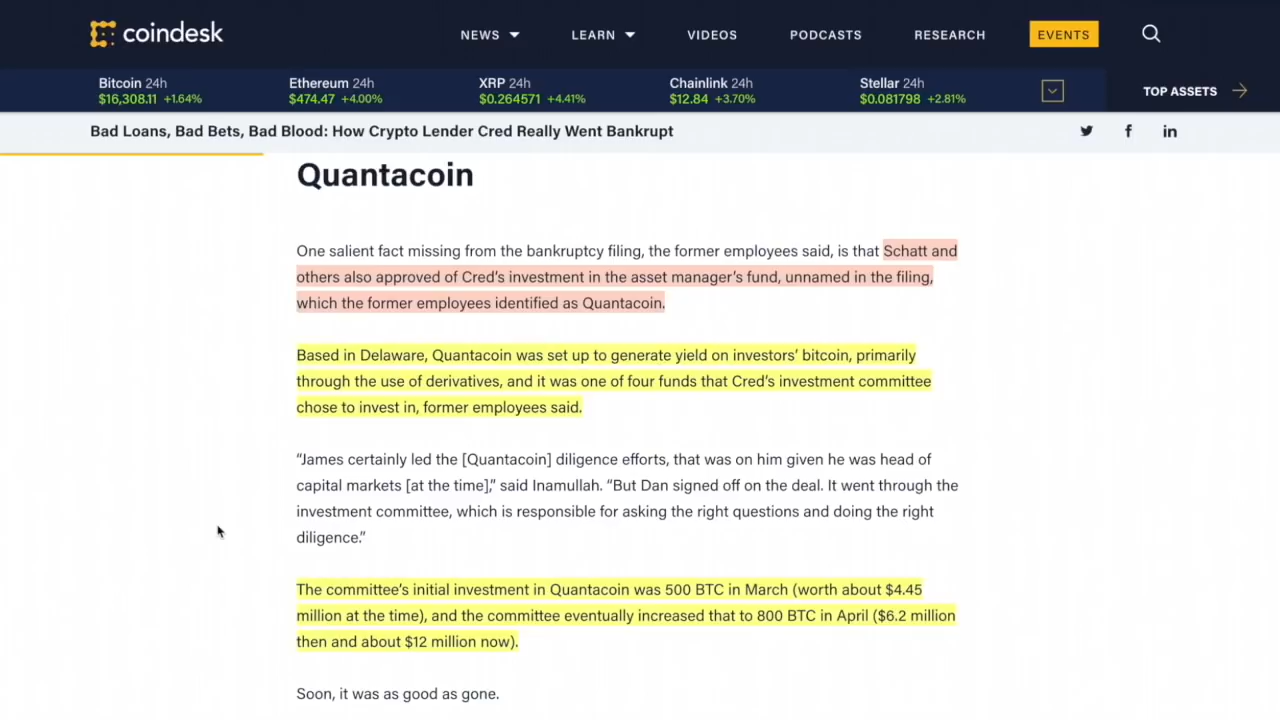 coindesk
NEWS LEARN VIDEOS PODCASTS RESEARCH EVENTS
Bitcoin 24h Ethereum 24h XRP 24h Chainlink 24h Stellar 24h
$16,308.11 +1.64% $474.47 +4.00% $0.264571 +4.41% $12.84 +3.70% $0.081798 +2.81%
TOP ASSETS
Bad Loans, Bad Bets, Bad Blood: How Crypto Lender Cred Really Went Bankrupt
Quantacoin
One salient fact missing from the bankruptcy filing, the former employees said, is that Schatt and
others also approved of Cred's investment in the asset manager's fund, unnamed in the filing,
which the former employees identified as Quantacoin.
Based in Delaware, Quantacoin was set up to generate yield on investors' bitcoin, primarily
through the use of derivatives, and it was one of four funds that Cred's investment committee
chose to invest in, former employees said.
“James certainly led the [Quantacoin] diligence efforts, that was on him given he was head of
capital markets [at the time],” said Inamullah. “But Dan signed off on the deal. It went through the
investment committee, which is responsible for asking the right questions and doing the right
diligence.”
The committee's initial investment in Quantacoin was 500 BTC in March (worth about $4.45
million at the time), and the committee eventually increased that to 800 BTC in April ($6.2 million
then and about $12 million now).
Soon, it was as good as gone.